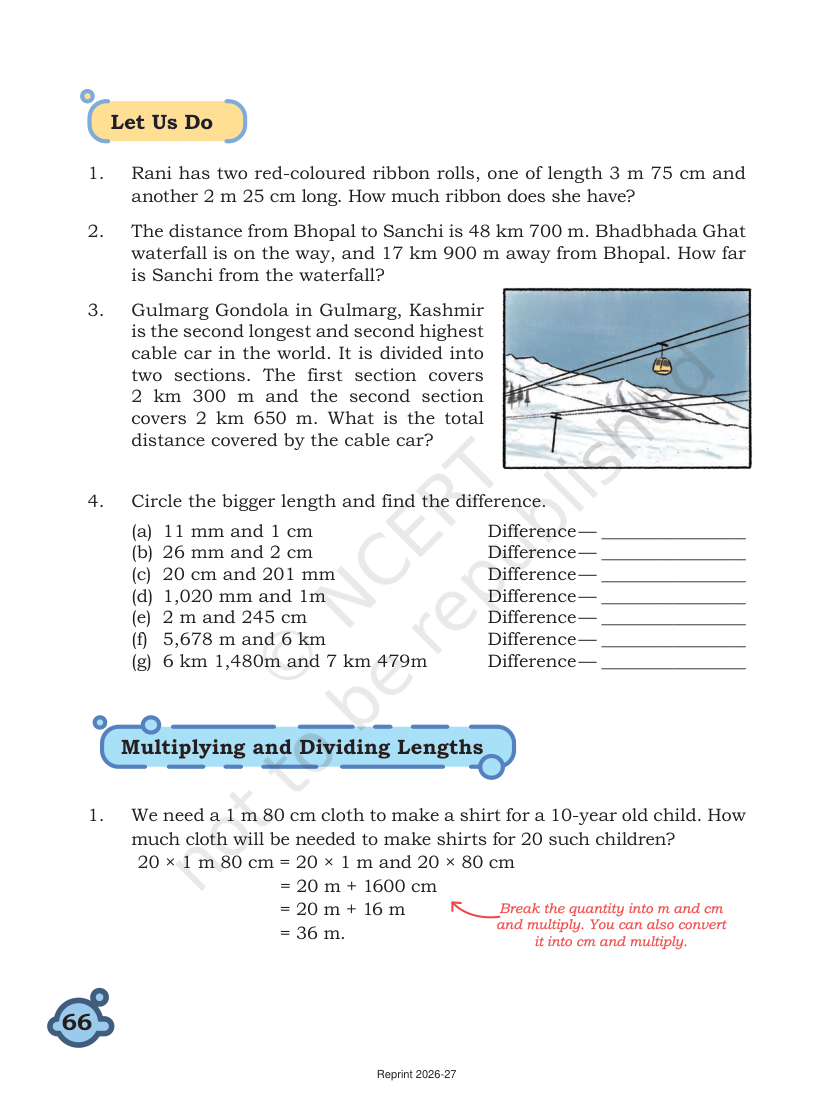 Let Us Do
1. Rani has two red-coloured ribbon rolls, one of length 3 m 75 cm and
another 2 m 25 cm long. How much ribbon does she have?
2. The distance from Bhopal to Sanchi is 48 km 700 m. Bhadbhada Ghat
waterfall is on the way, and 17 km 900 m away from Bhopal. How far
is Sanchi from the waterfall?
3. Gulmarg Gondola in Gulmarg, Kashmir
is the second longest and second highest
cable car in the world. It is divided into
two sections. The first section covers
2 km 300 m and the second section
covers 2 km 650 m. What is the total
distance covered by the cable car?
4. Circle the bigger length and find the difference.
(a) 11 mm and 1 cm Difference— ______________
(b) 26 mm and 2 cm Difference— ______________
(c) 20 cm and 201 mm Difference— ______________
(d) 1,020 mm and 1m Difference— ______________
(e) 2 m and 245 cm Difference— ______________
(f) 5,678 m and 6 km Difference— ______________
(g) 6 km 1,480m and 7 km 479m Difference— ______________
Multiplying and Dividing Lengths
1. We need a 1 m 80 cm cloth to make a shirt for a 10-year old child. How
much cloth will be needed to make shirts for 20 such children?
20 × 1 m 80 cm = 20 × 1 m and 20 × 80 cm
= 20 m + 1600 cm
= 20 m + 16 m
= 36 m.
Break the quantity into m and cm
and multiply. You can also convert
it into cm and multiply.
66
Reprint 2026-27
© NCERT
not to be republished